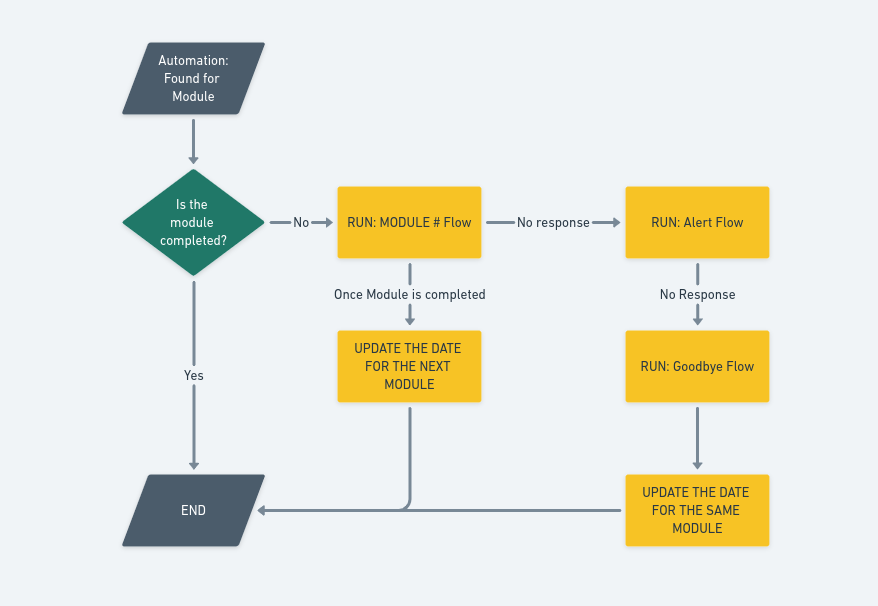 Automation:
Found for
Module
Is the
module
completed?
No
RUN: MODULE # Flow
No response
RUN: Alert Flow
Once Module is completed
No Response
UPDATE THE DATE
FOR THE NEXT
MODULE
RUN: Goodbye Flow
Yes
END
UPDATE THE DATE
FOR THE SAME
MODULE